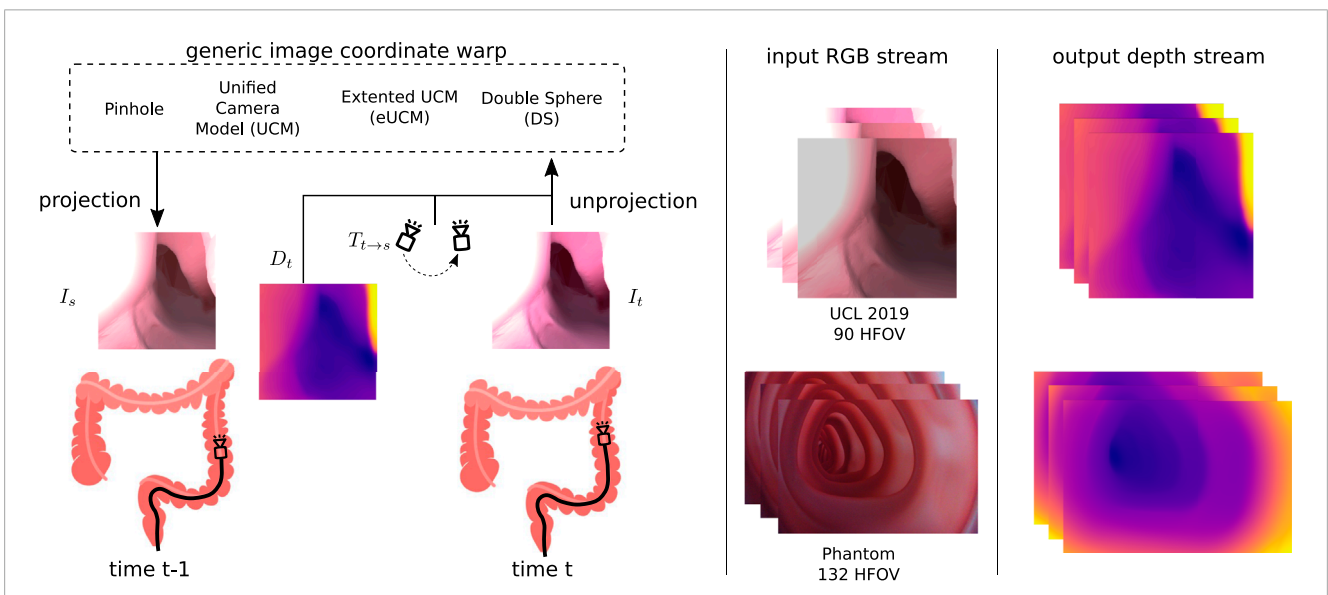 generic image coordinate warp
Pinhole
Unified
Camera
Model (UCM)
Extented UCM
(eUCM)
Double Sphere
(DS)
projection
unprojection
T_{t→s}
D_t
I_s
I_t
time t-1
time t
input RGB stream
UCL 2019
90 HFOV
Phantom
132 HFOV
output depth stream